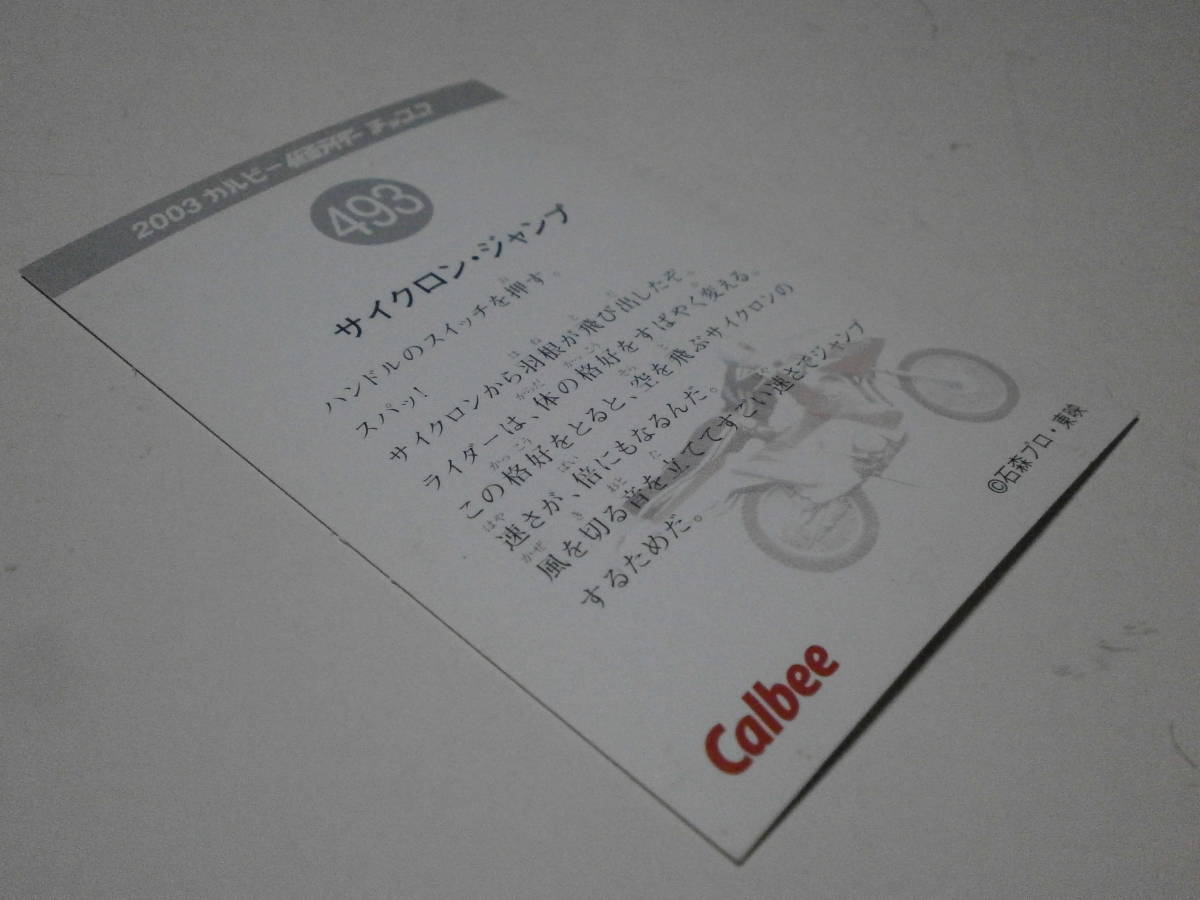 2003 カルビー 仮面ライダー チップス
493
サイクロン・ジャンプ
ハンドルのスイッチを押す。
スパッ!
サイクロンから羽根が飛び出したぞ。
ライダーは、体の格好をすばやく変える。
この格好をとると、空を飛ぶサイクロンの
速さが、倍にもなるんだ。
風を切る音を立ててすごい速さでジャンプ
するためだ。
©石森プロ・東映
Calbee